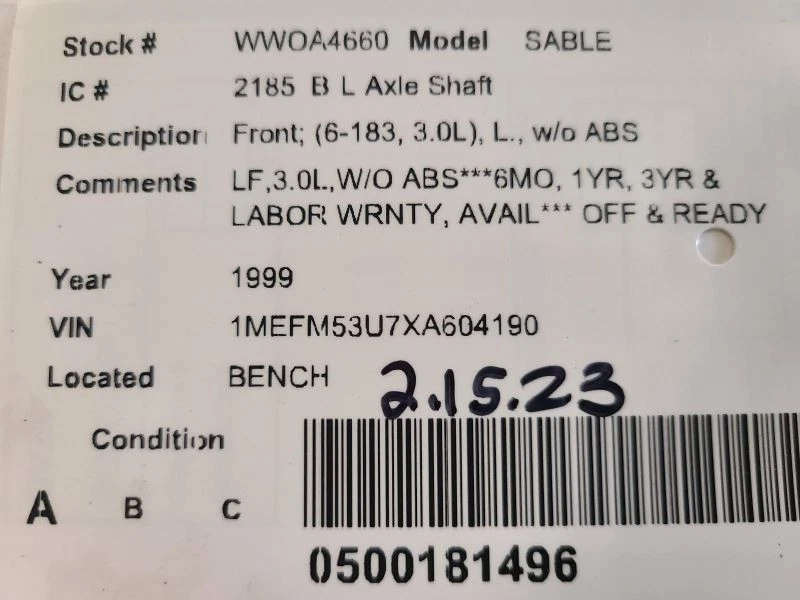 Stock # WWOA4660 Model SABLE
IC # 2185 B L Axle Shaft
Description Front; (6-183, 3.0L), L., w/o ABS
Comments LF,3.0L,W/O ABS***6MO, 1YR, 3YR &
LABOR WRNTY, AVAIL*** OFF & READY
Year 1999
VIN 1MEFM53U7XA604190
Located BENCH 2.15.23
Condition
A B C
0500181496